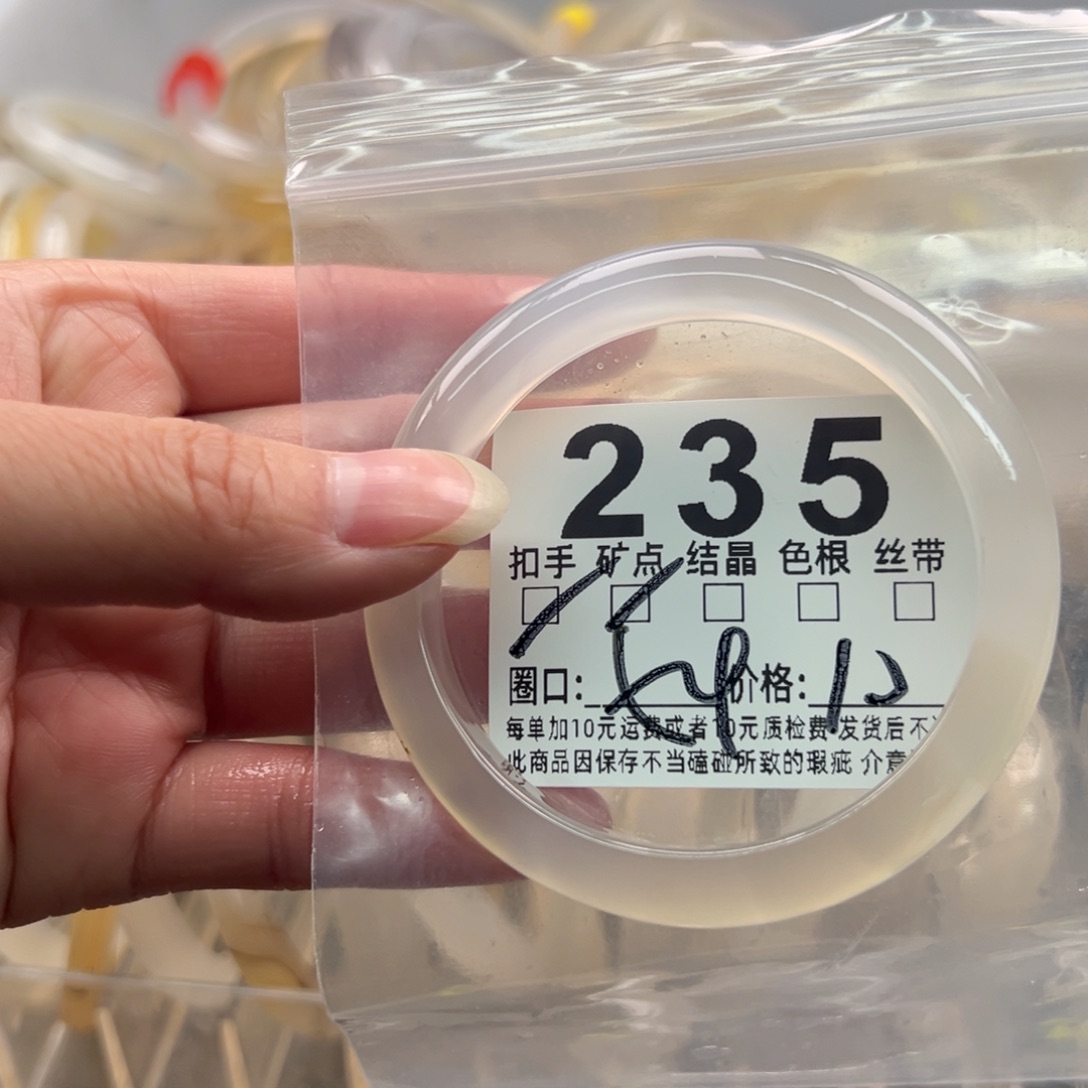 235
扣手 矿点 结晶 色根 丝带
圈口: 价格:
每单加10元运费或者10元质检费.发货后不
此商品因保存不当磕碰所致的瑕疵 介意